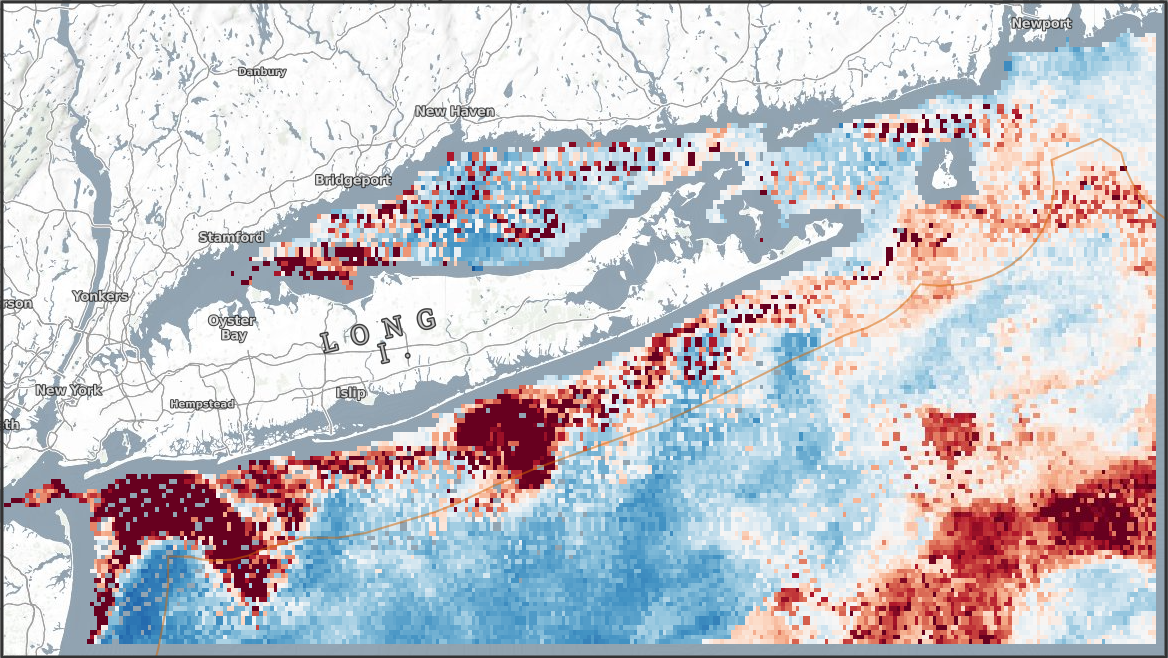 Newport
Danbury
New Haven
Bridgeport
Stamford
rson
Yonkers
Oyster
Bay
LONG
I.
New York
Islip
Hempstead
th